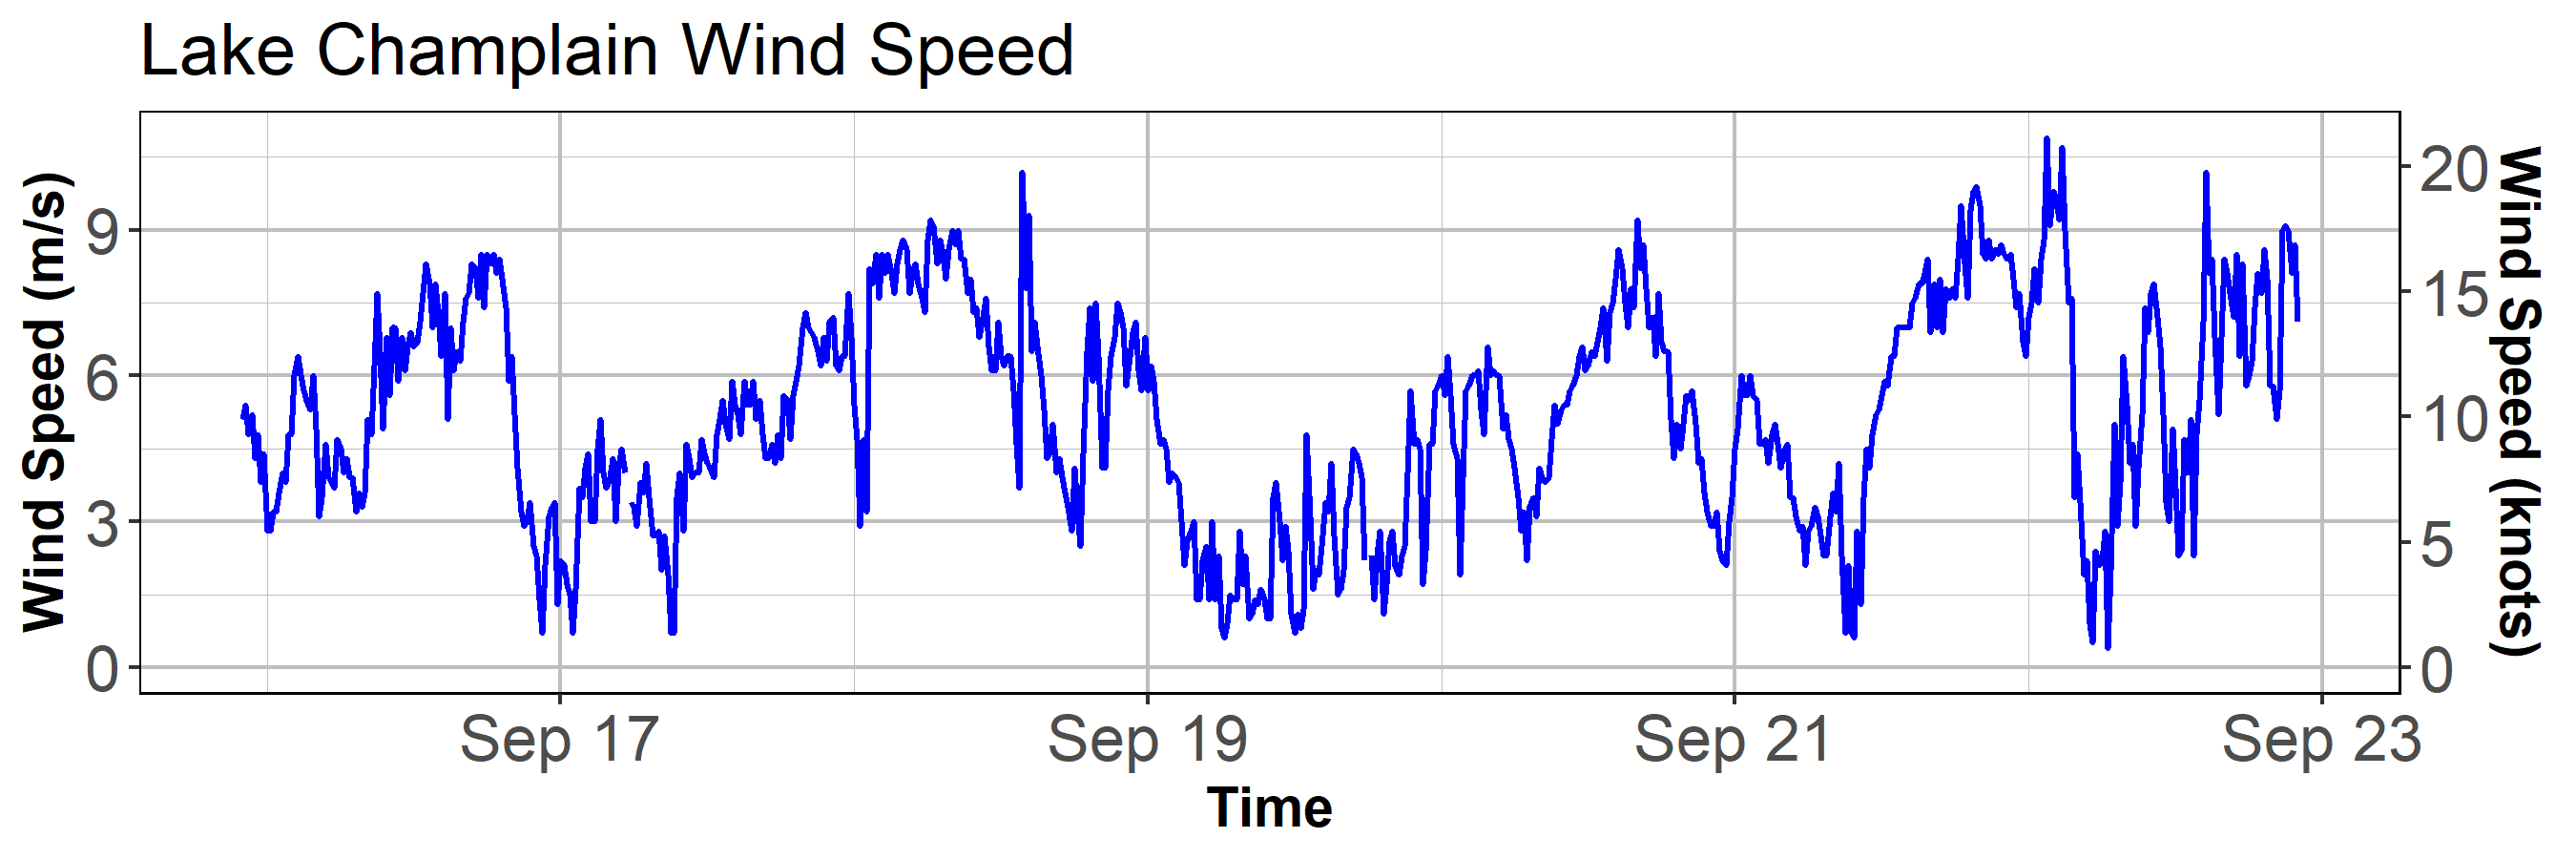 Lake Champlain Wind Speed
Wind Speed (m/s)
9
6
3
0
20
15
10
5
0
Wind Speed (knots)
Sep 17
Sep 19
Sep 21
Sep 23
Time